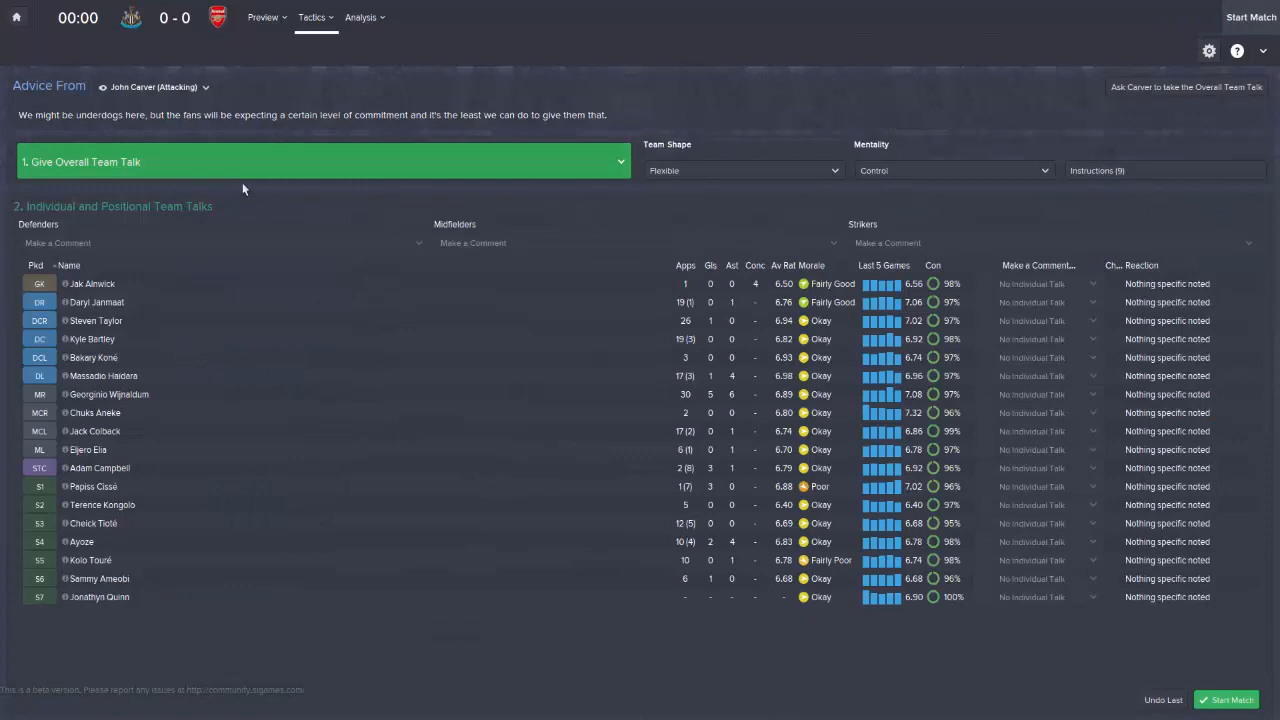 00:00 0 - 0 Arsenal Preview Tactics Analysis Start Match
Advice From John Carver (Attacking) Ask Carver to take the Overall Team Talk
We might be underdogs here, but the fans will be expecting a certain level of commitment and it's the least we can do to give them that.
Team Shape Mentality
1. Give Overall Team Talk Flexible Control Instructions (9)
2. Individual and Positional Team Talks
Defenders Midfielders Strikers
Make a Comment Make a Comment Make a Comment
Pkd Name Apps Gls Ast Conc Av Rat Morale Last 5 Games Con Make a Comment... Ch... Reaction
GK Jak Alnwick 1 0 0 4 6.50 Fairly Good 6.56 98% No Individual Talk Nothing specific noted
DR Daryl Janmaat 19 (1) 0 1 - 6.76 Fairly Good 7.06 97% No Individual Talk Nothing specific noted
DCR Steven Taylor 26 1 0 - 6.94 Okay 7.02 97% No Individual Talk Nothing specific noted
DC Kyle Bartley 19 (3) 0 0 - 6.82 Okay 6.92 98% No Individual Talk Nothing specific noted
DCL Bakary Koné 3 0 0 - 6.93 Okay 6.74 97% No Individual Talk Nothing specific noted
DL Massadio Haïdara 17 (3) 1 4 - 6.98 Okay 6.96 97% No Individual Talk Nothing specific noted
MR Georginio Wijnaldum 30 5 6 - 6.89 Okay 7.08 97% No Individual Talk Nothing specific noted
MCR Chuks Aneke 2 0 0 - 6.80 Okay 7.32 96% No Individual Talk Nothing specific noted
MCL Jack Colback 17 (2) 0 1 - 6.74 Okay 6.86 99% No Individual Talk Nothing specific noted
ML Eljero Elia 6 (1) 0 1 - 6.70 Okay 6.78 97% No Individual Talk Nothing specific noted
STC Adam Campbell 2 (8) 3 1 - 6.79 Okay 6.92 96% No Individual Talk Nothing specific noted
S1 Papiss Cissé 1 (7) 3 0 - 6.88 Poor 7.02 96% No Individual Talk Nothing specific noted
S2 Terence Kongolo 5 0 0 - 6.40 Okay 6.40 97% No Individual Talk Nothing specific noted
S3 Cheick Tioté 12 (5) 0 0 - 6.69 Okay 6.68 95% No Individual Talk Nothing specific noted
S4 Ayoze 10 (4) 2 4 - 6.83 Okay 6.78 98% No Individual Talk Nothing specific noted
S5 Kolo Touré 10 0 1 - 6.78 Fairly Poor 6.74 98% No Individual Talk Nothing specific noted
S6 Sammy Ameobi 6 1 0 - 6.68 Okay 6.68 96% No Individual Talk Nothing specific noted
S7 Jonathyn Quinn - - - - - Okay 6.90 100% No Individual Talk Nothing specific noted
This is a beta version. Please report any issues at http://community.sigames.com/
Undo Last Start Match